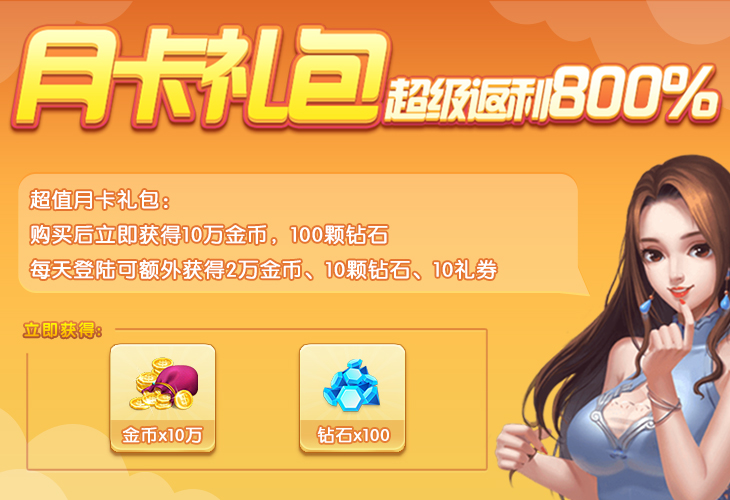 月卡礼包 超级返利800%
超值月卡礼包：
购买后立即获得10万金币，100颗钻石
每天登陆可额外获得2万金币、10颗钻石、10礼券
立即获得：
金币x10万
钻石x100